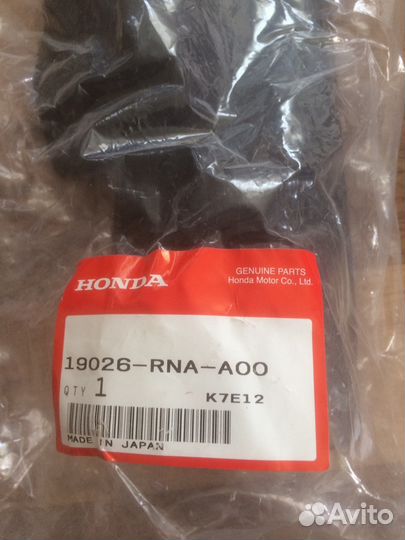 HONDA
GENUINE PARTS
Honda Motor Co., Ltd.
19026-RNA-A00
QTY 1
K7E12
MADE IN JAPAN
Avito